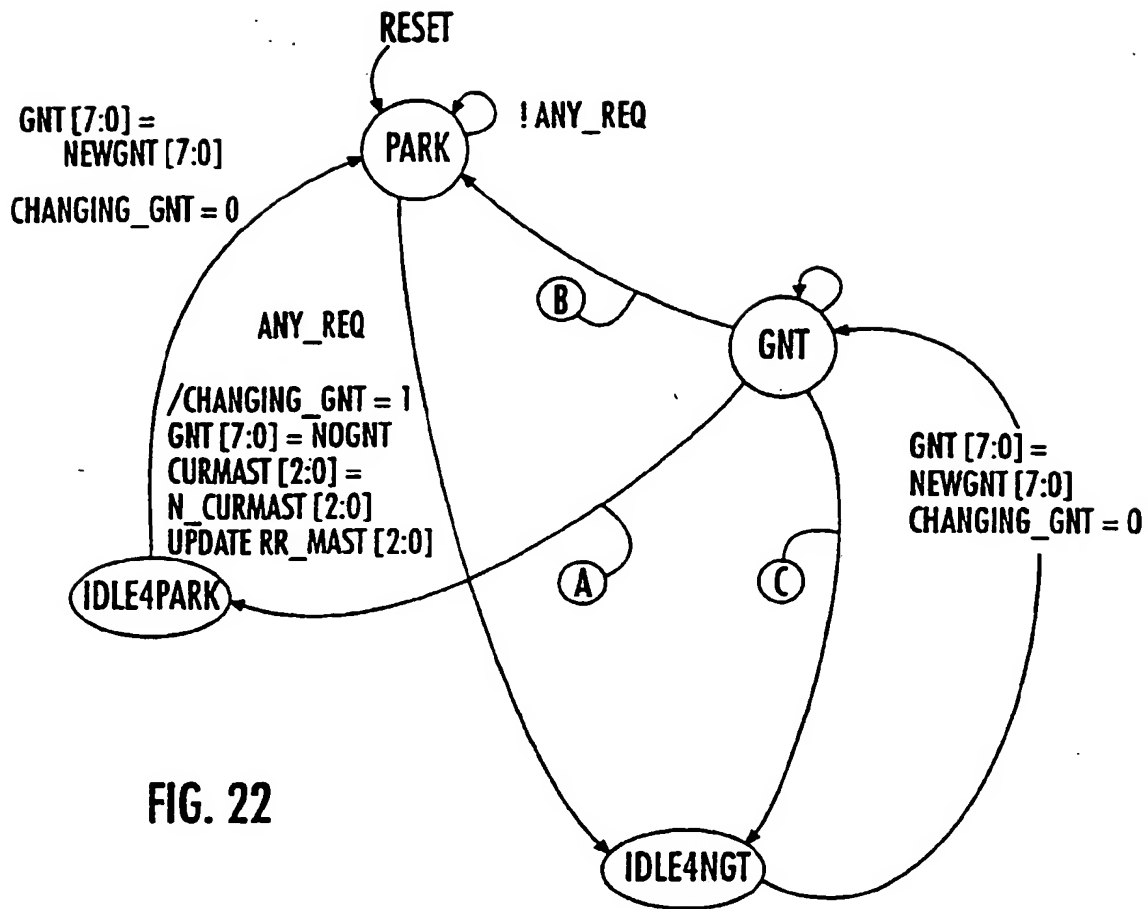 RESET
GNT [7:0] =
NEWGNT [7:0]
CHANGING_GNT = 0
! ANY_REQ
PARK
B
GNT
ANY_REQ
/CHANGING_GNT = 1
GNT [7:0] = NOGNT
CURMAST [2:0] =
N_CURMAST [2:0]
UPDATE RR_MAST [2:0]
GNT [7:0] =
NEWGNT [7:0]
CHANGING_GNT = 0
IDLE4PARK
A
C
FIG. 22
IDLE4NGT